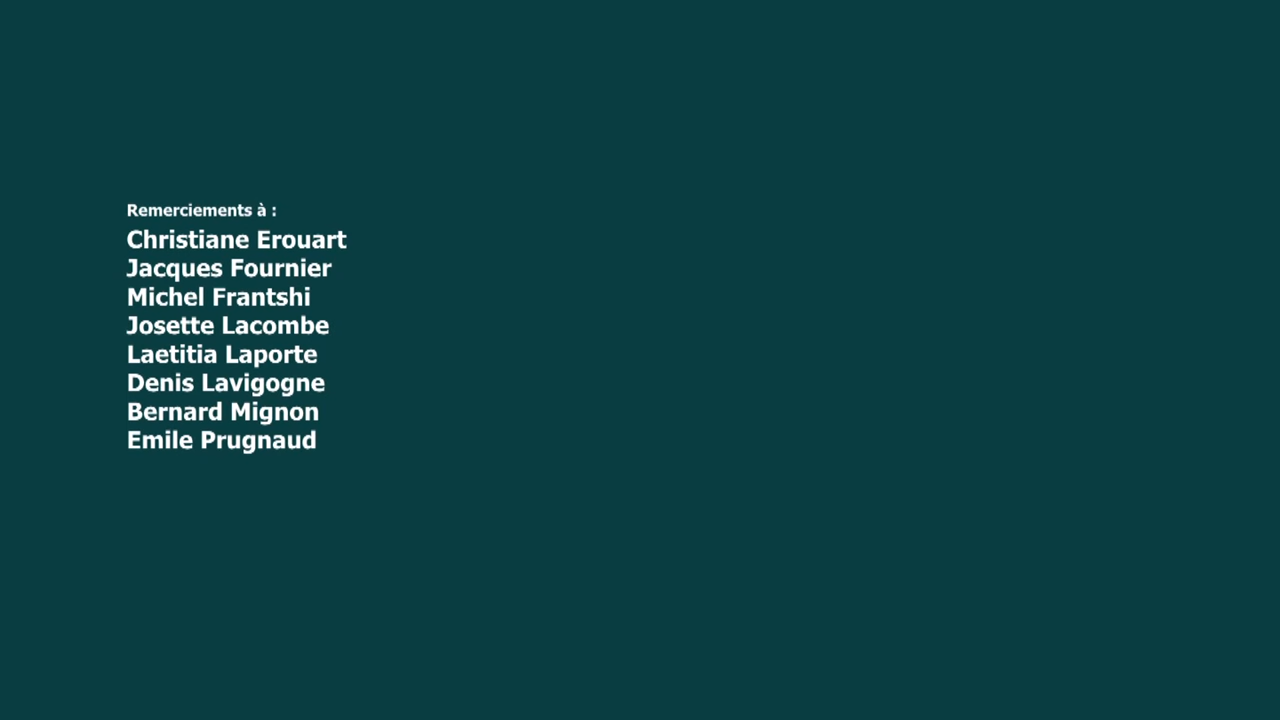 Remerciements à :
Christiane Erouart
Jacques Fournier
Michel Frantshi
Josette Lacombe
Laetitia Laporte
Denis Lavigogne
Bernard Mignon
Emile Prugnaud